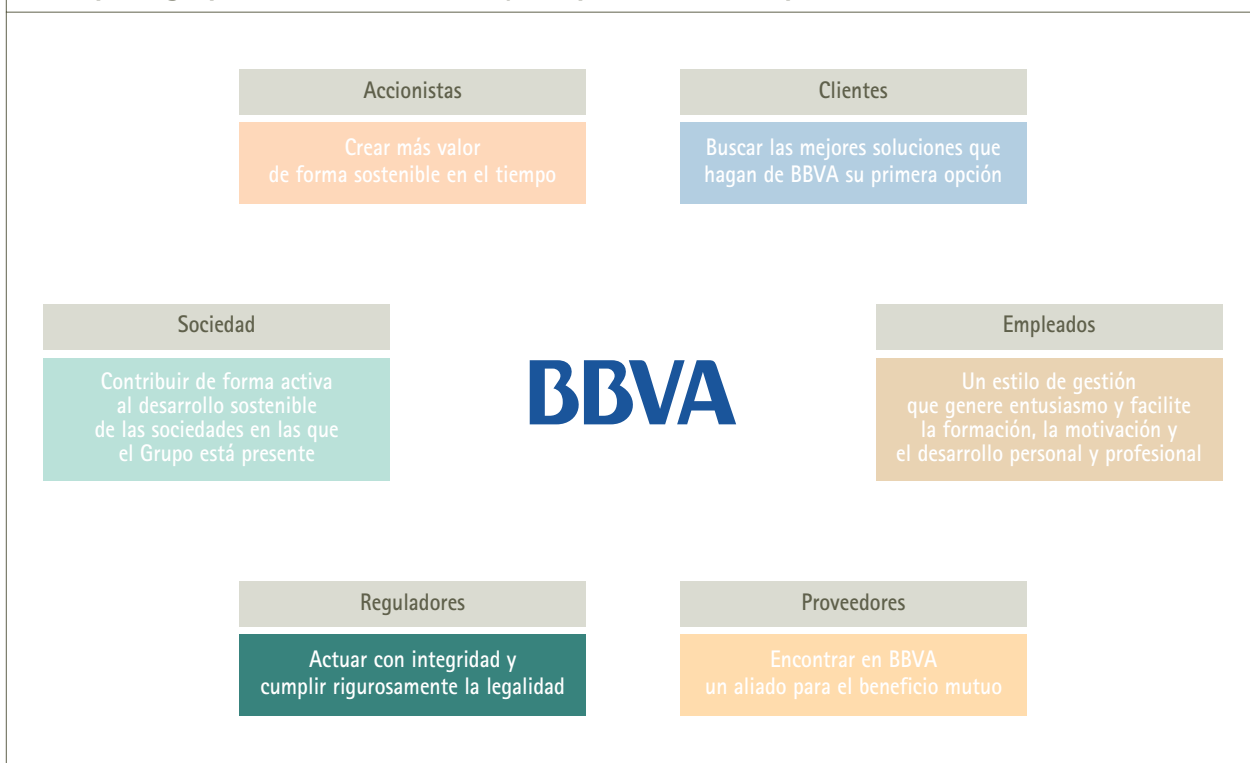 Accionistas
Crear más valor
de forma sostenible en el tiempo
Clientes
Buscar las mejores soluciones que
hagan de BBVA su primera opción
Sociedad
Contribuir de forma activa
al desarrollo sostenible
de las sociedades en las que
el Grupo está presente
BBVA
Empleados
Un estilo de gestión
que genere entusiasmo y facilite
la formación, la motivación y
el desarrollo personal y profesional
Reguladores
Actuar con integridad y
cumplir rigurosamente la legalidad
Proveedores
Encontrar en BBVA
un aliado para el beneficio mutuo